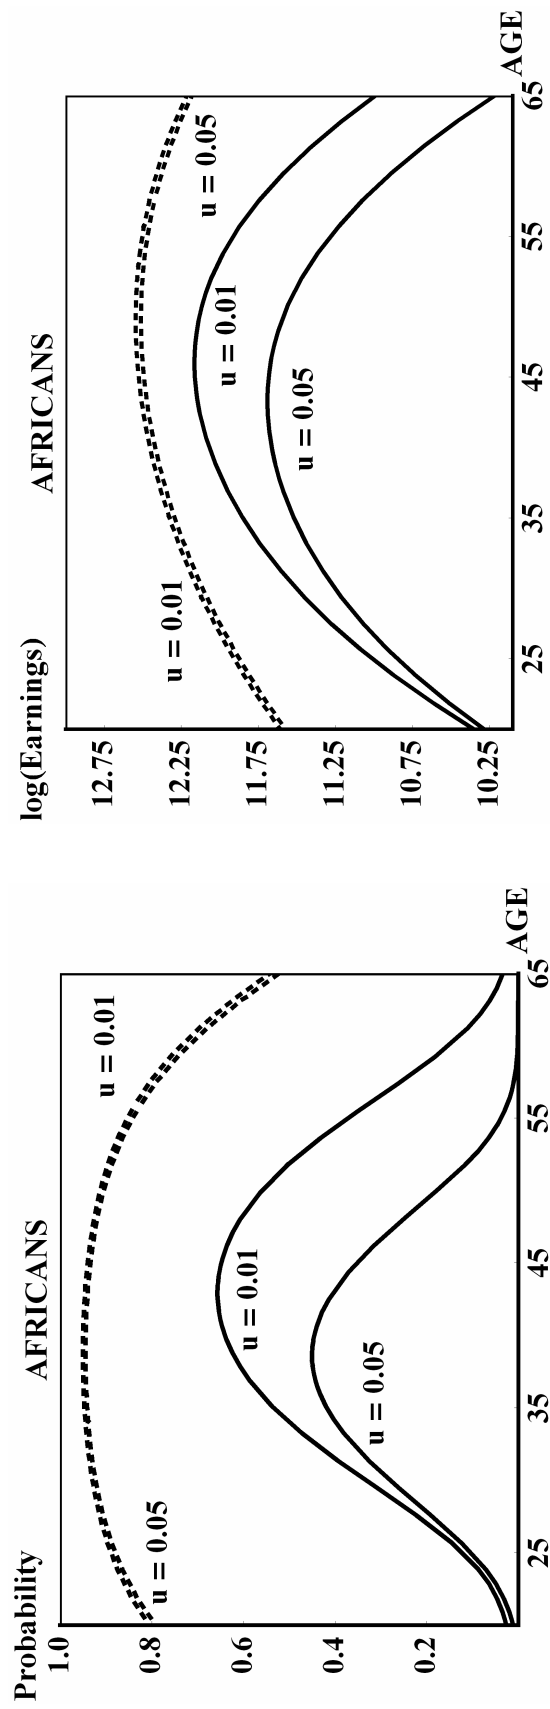 Probability
AFRICANS
1.0
0.8
0.6
0.4
0.2
u = 0.05
u = 0.01
u = 0.01
u = 0.05
25
35
45
55
65
AGE
log(Earnings)
AFRICANS
12.75
12.25
11.75
11.25
10.75
10.25
u = 0.01
u = 0.05
u = 0.01
u = 0.05
25
35
45
55
65
AGE